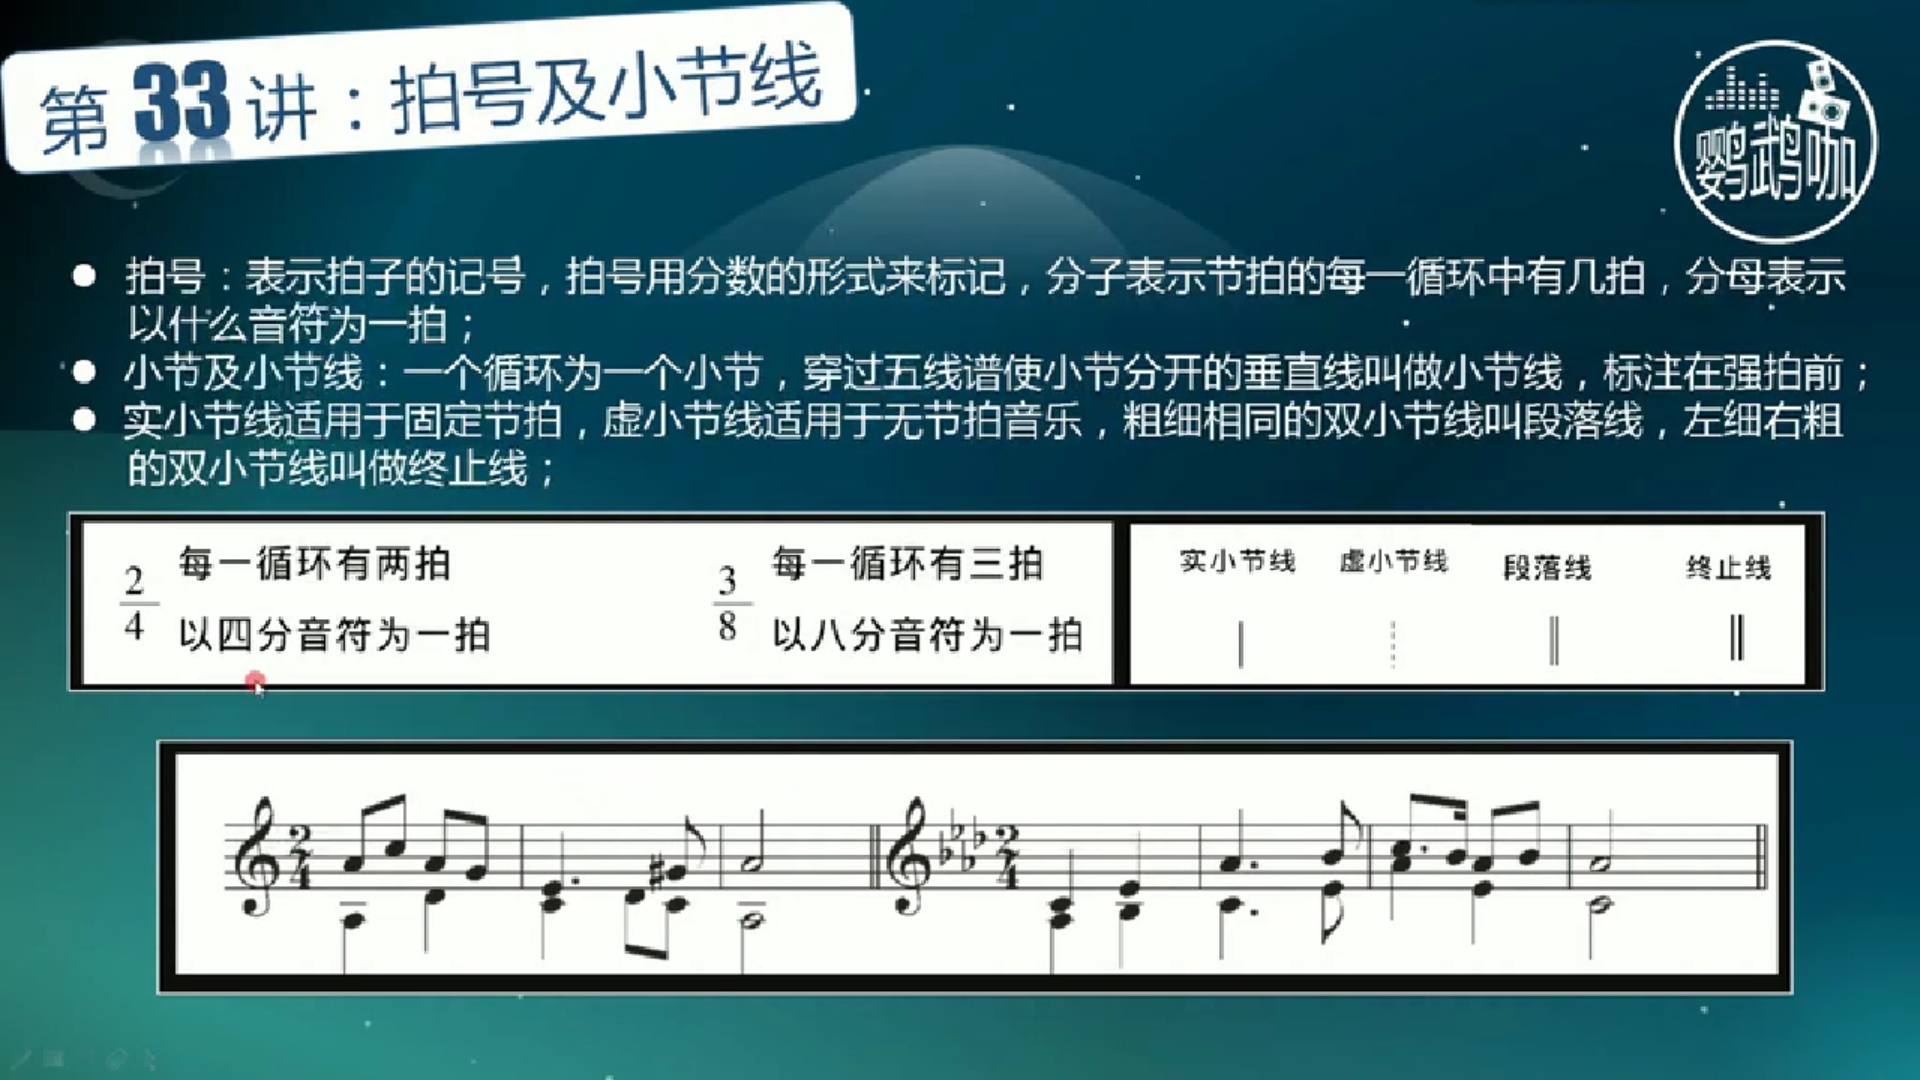 第 33 讲：拍号及小节线
鹦鹉咖
● 拍号：表示拍子的记号，拍号用分数的形式来标记，分子表示节拍的每一循环中有几拍，分母表示
以什么音符为一拍；
● 小节及小节线：一个循环为一个小节，穿过五线谱使小节分开的垂直线叫做小节线，标注在强拍前；
● 实小节线适用于固定节拍，虚小节线适用于无节拍音乐，粗细相同的双小节线叫段落线，左细右粗
的双小节线叫做终止线；
2
4
每一循环有两拍
以四分音符为一拍
3
8
每一循环有三拍
以八分音符为一拍
实小节线 虚小节线 段落线 终止线
2
4
2
4